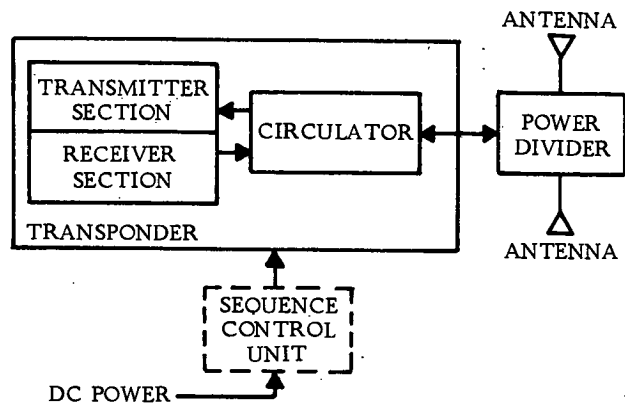 ANTENNA
TRANSMITTER
SECTION
CIRCULATOR
POWER
DIVIDER
RECEIVER
SECTION
TRANSPONDER
ANTENNA
SEQUENCE
CONTROL
UNIT
DC POWER